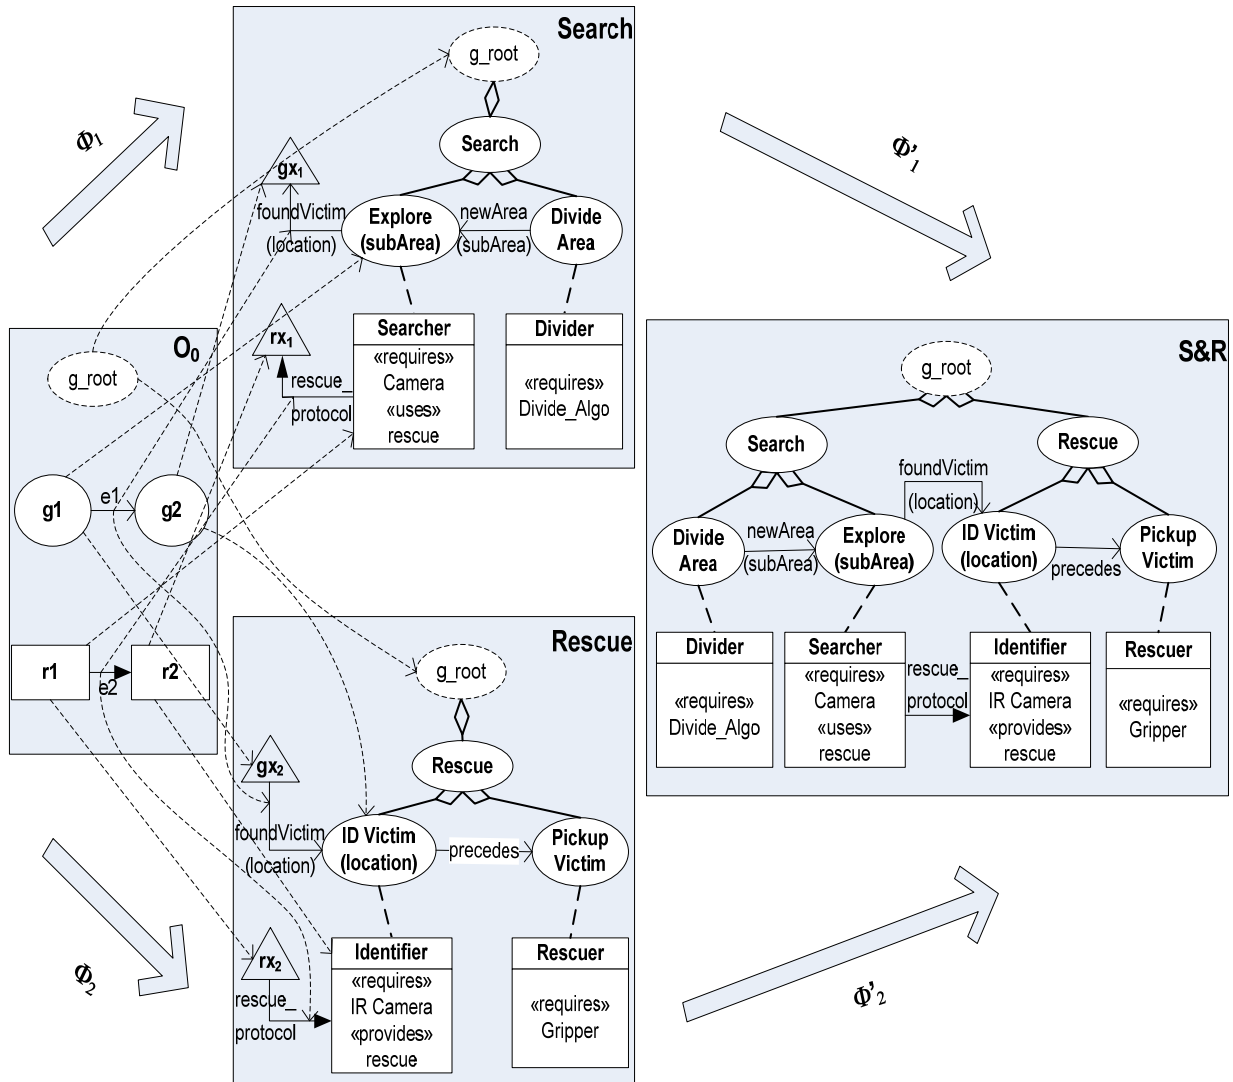 Search
g_root
Search
gx₁
foundVictim
(location)
Explore
(subArea)
newArea
(subArea)
Divide
Area
rx₁
rescue_
protocol
Searcher
«requires»
Camera
«uses»
rescue
Divider
«requires»
Divide_Algo
Φ₁
Φ'₁
O₀
g_root
g1
e1
g2
r1
e2
r2
Φ₂
Rescue
g_root
Rescue
gx₂
foundVictim
(location)
ID Victim
(location)
precedes
Pickup
Victim
rx₂
rescue_
protocol
Identifier
«requires»
IR Camera
«provides»
rescue
Rescuer
«requires»
Gripper
S&R
g_root
Search
Rescue
foundVictim
(location)
Divide
Area
newArea
(subArea)
Explore
(subArea)
ID Victim
(location)
precedes
Pickup
Victim
Divider
«requires»
Divide_Algo
Searcher
«requires»
Camera
«uses»
rescue
rescue_
protocol
Identifier
«requires»
IR Camera
«provides»
rescue
Rescuer
«requires»
Gripper
Φ'₂